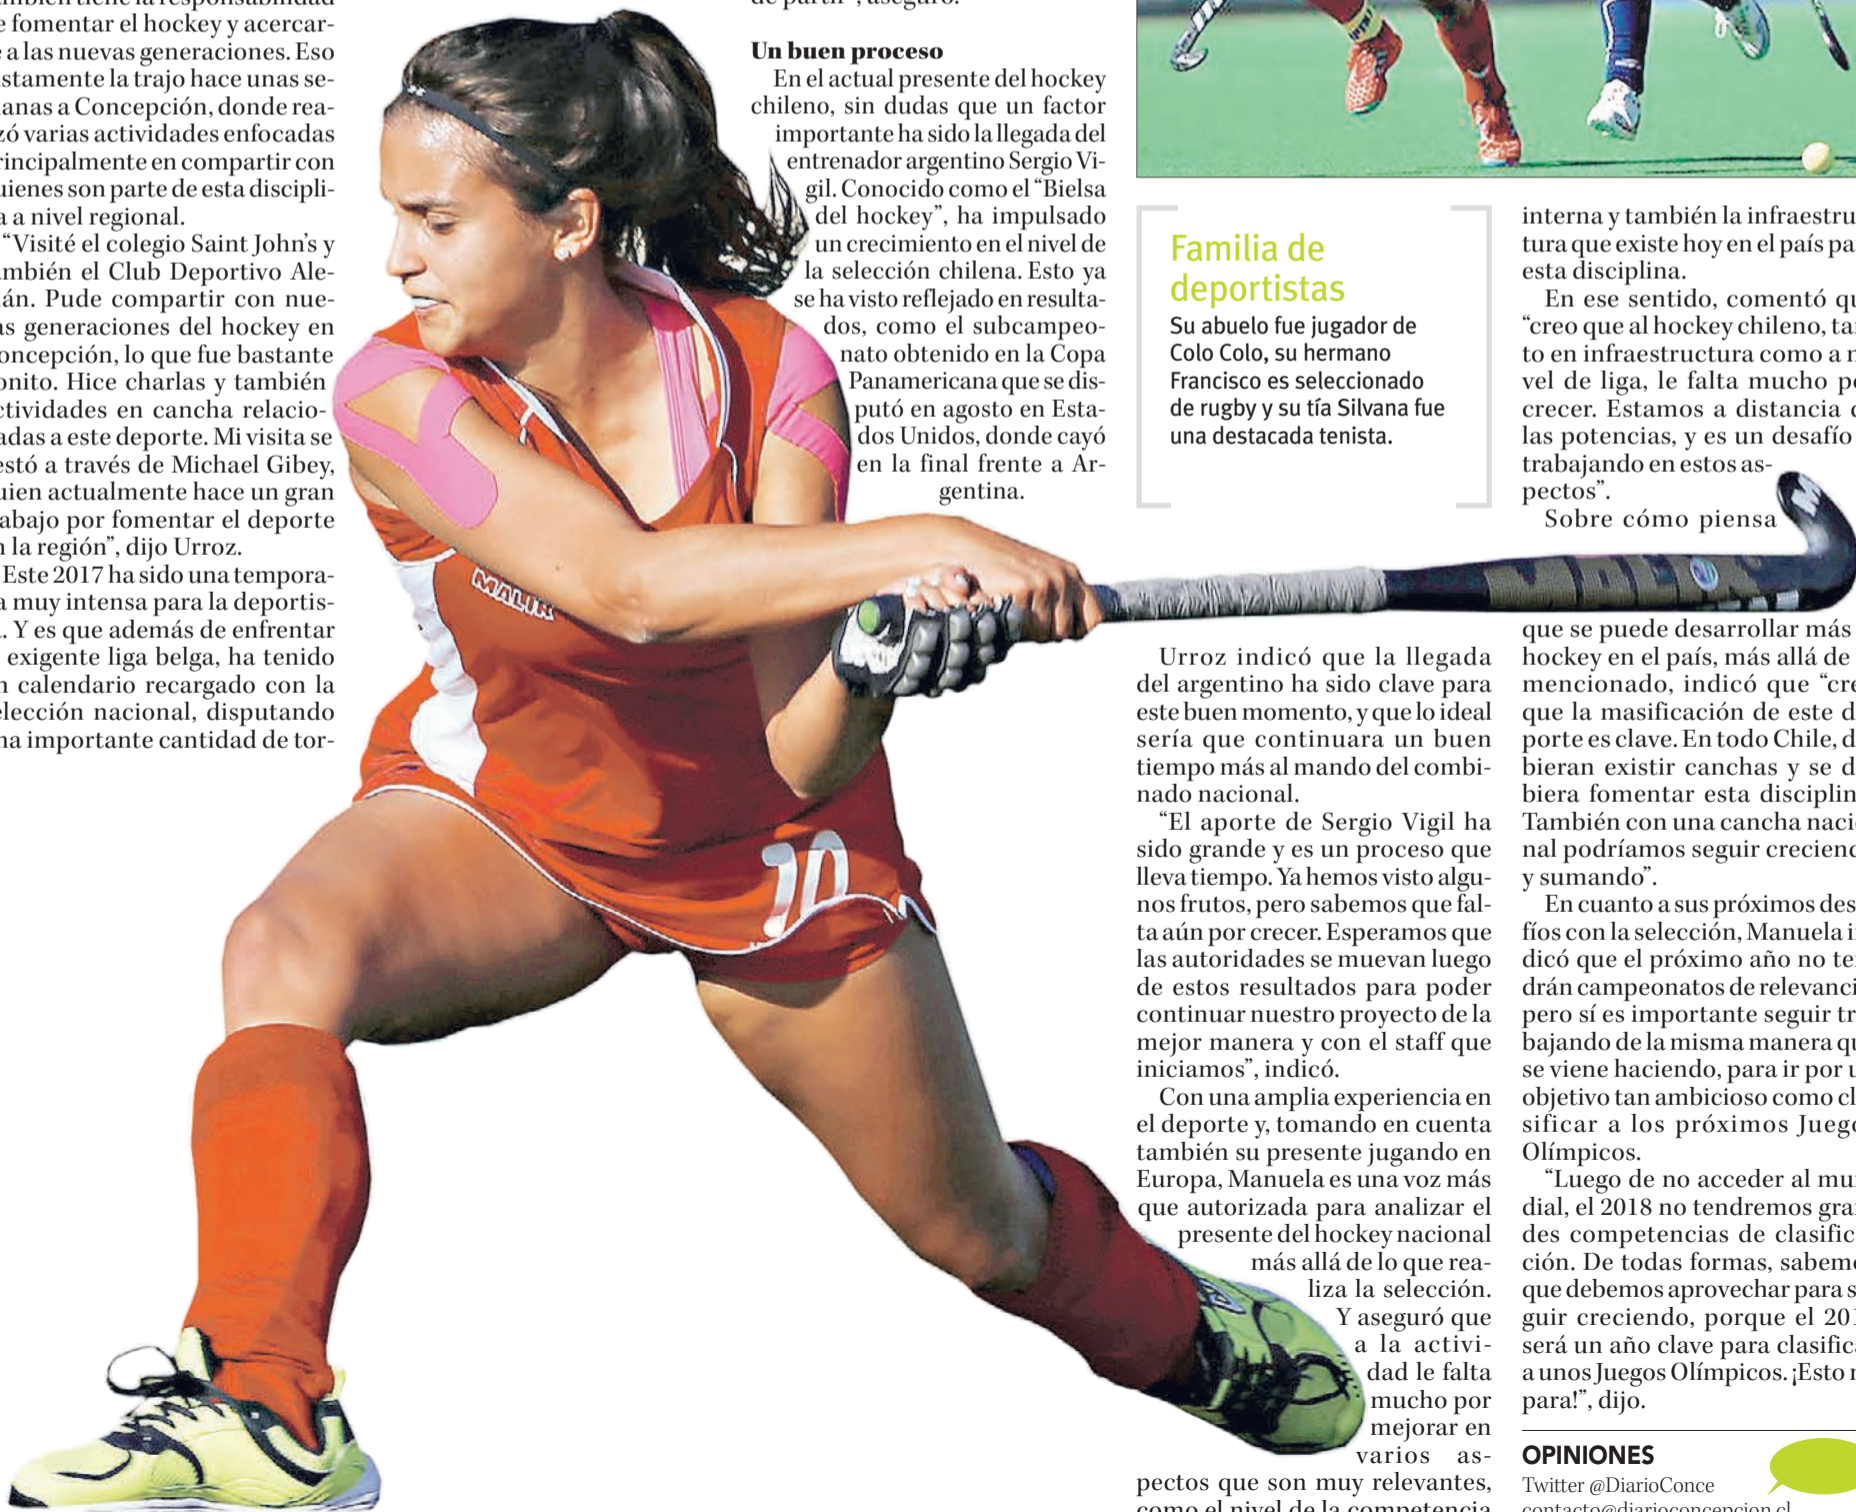 tiene la responsabilidad
fomentar el hockey y acercar-
a las nuevas generaciones. Eso
la trajo hace unas se-
a Concepción, donde rea-
varias actividades enfocadas
en compartir con
son parte de esta discipli-
a nivel regional.
“Visité el colegio Saint John’s y
el Club Deportivo Ale-
Pude compartir con nue-
generaciones del hockey en
lo que fue bastante
Hice charlas y también
en cancha relacio-
a este deporte. Mi visita se
a través de Michael Gibey,
actualmente hace un gran
por fomentar el deporte
la región”, dijo Urroz.
Este 2017 ha sido una tempora-
muy intensa para la deportis-
Y es que además de enfrentar
exigente liga belga, ha tenido
calendario recargado con la
nacional, disputando
importante cantidad de tor-
de partir”, aseguró.
Un buen proceso
En el actual presente del hockey
chileno, sin dudas que un factor
importante ha sido la llegada del
entrenador argentino Sergio Vi-
gil. Conocido como el “Bielsa
del hockey”, ha impulsado
un crecimiento en el nivel de
la selección chilena. Esto ya
se ha visto reflejado en resulta-
dos, como el subcampeo-
nato obtenido en la Copa
Panamericana que se dis-
putó en agosto en Esta-
dos Unidos, donde cayó
en la final frente a Ar-
gentina.
MALIK
10
Familia de
deportistas
Su abuelo fue jugador de
Colo Colo, su hermano
Francisco es seleccionado
de rugby y su tía Silvana fue
una destacada tenista.
Urroz indicó que la llegada
del argentino ha sido clave para
este buen momento, y que lo ideal
sería que continuara un buen
tiempo más al mando del combi-
nado nacional.
“El aporte de Sergio Vigil ha
sido grande y es un proceso que
lleva tiempo. Ya hemos visto algu-
nos frutos, pero sabemos que fal-
ta aún por crecer. Esperamos que
las autoridades se muevan luego
de estos resultados para poder
continuar nuestro proyecto de la
mejor manera y con el staff que
iniciamos”, indicó.
Con una amplia experiencia en
el deporte y, tomando en cuenta
también su presente jugando en
Europa, Manuela es una voz más
que autorizada para analizar el
presente del hockey nacional
más allá de lo que rea-
liza la selección.
Y aseguró que
a la activi-
dad le falta
mucho por
mejorar en
varios as-
pectos que son muy relevantes,
como el nivel de la competencia
interna y también la infraestru
tura que existe hoy en el país pa
esta disciplina.
En ese sentido, comentó qu
“creo que al hockey chileno, ta
to en infraestructura como a n
vel de liga, le falta mucho po
crecer. Estamos a distancia d
las potencias, y es un desafío
trabajando en estos as-
pectos”.
Sobre cómo piensa
que se puede desarrollar más
hockey en el país, más allá de
mencionado, indicó que “cre
que la masificación de este d
porte es clave. En todo Chile, d
bieran existir canchas y se d
biera fomentar esta disciplin
También con una cancha naci
nal podríamos seguir creciend
y sumando”.
En cuanto a sus próximos des
fíos con la selección, Manuela i
dicó que el próximo año no te
drán campeonatos de relevanci
pero sí es importante seguir tr
bajando de la misma manera qu
se viene haciendo, para ir por u
objetivo tan ambicioso como cl
sificar a los próximos Juego
Olímpicos.
“Luego de no acceder al mu
dial, el 2018 no tendremos gra
des competencias de clasific
ción. De todas formas, sabem
que debemos aprovechar para s
guir creciendo, porque el 201
será un año clave para clasific
a unos Juegos Olímpicos. ¡Esto n
para!”, dijo.
OPINIONES
Twitter @DiarioConce
contacto@diarioconcepcion.cl